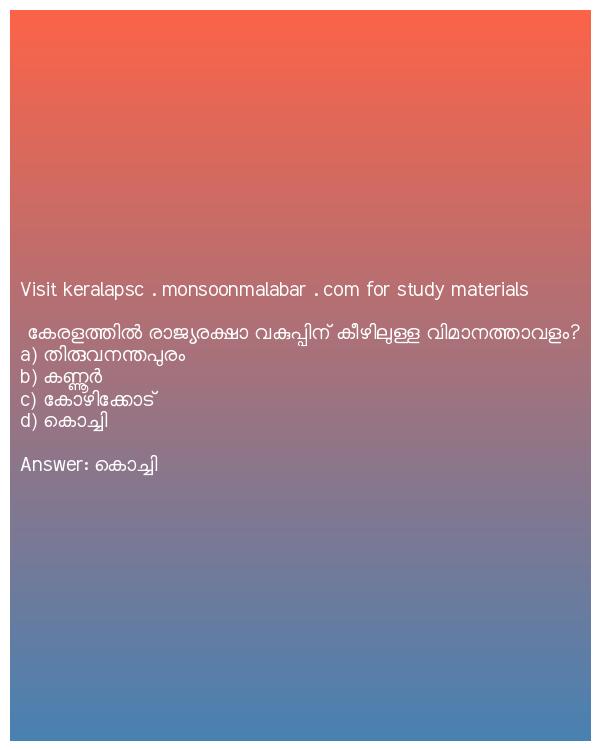 Visit keralapsc . monsoonmalabar . com for study materials
കേരളത്തിൽ രാജ്യരക്ഷാ വകുപ്പിന് കീഴിലുള്ള വിമാനത്താവളം?
a) തിരുവനന്തപുരം
b) കണ്ണൂർ
c) കോഴിക്കോട്
d) കൊച്ചി
Answer: കൊച്ചി